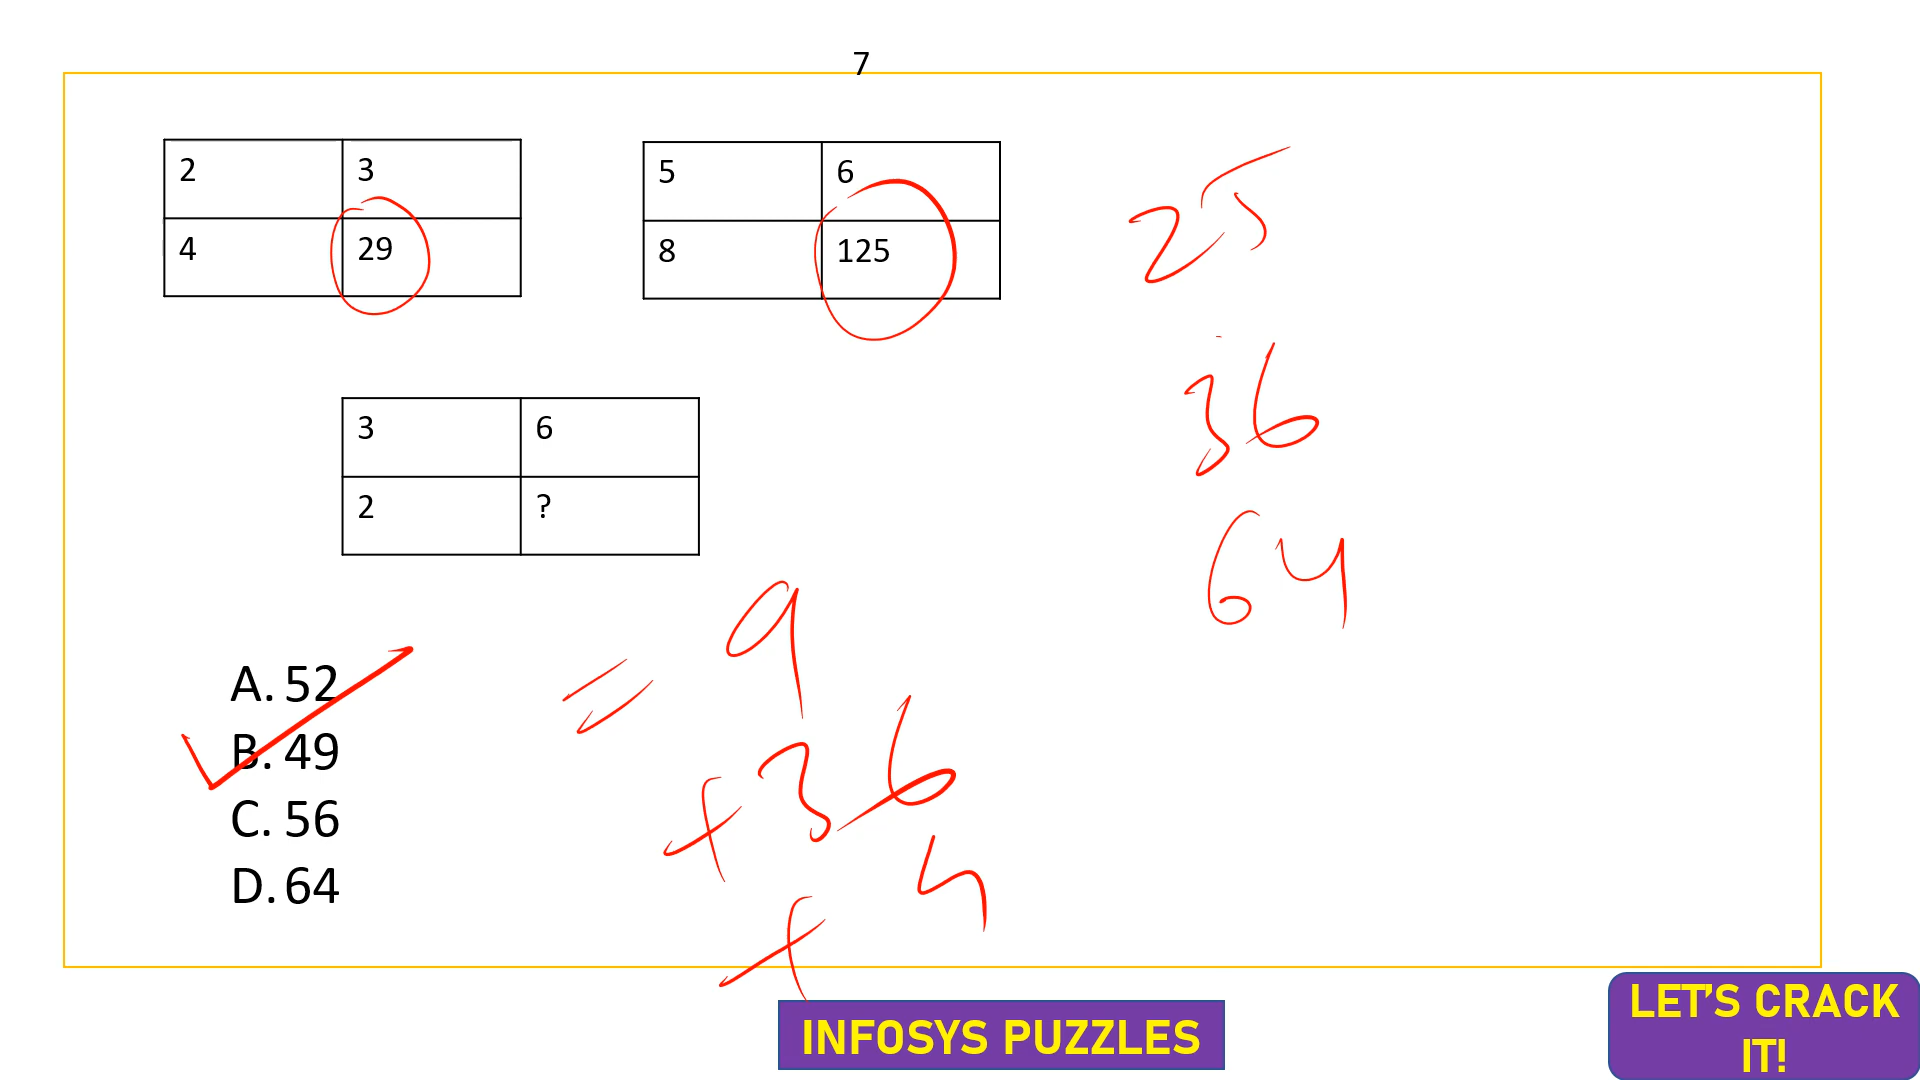 7
2 3
4 29
5 6
8 125
3 6
2 ?
25
36
64
A. 52
B. 49
C. 56
D. 64
= 9
+ 36
+ 4
INFOSYS PUZZLES
LET'S CRACK
IT!